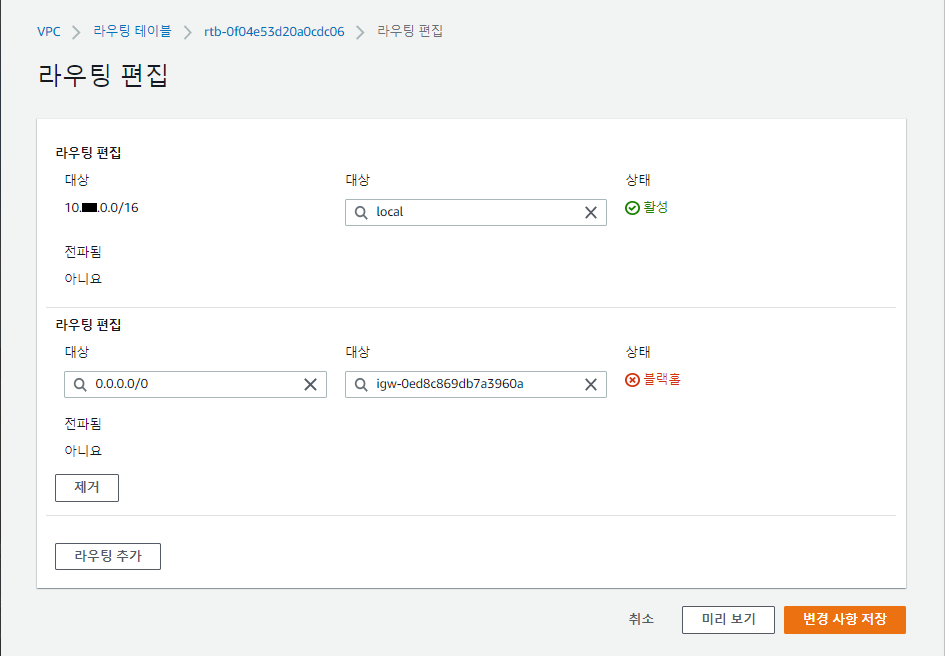 VPC > 라우팅 테이블 > rtb-0f04e53d20a0cdc06 > 라우팅 편집
라우팅 편집
라우팅 편집
대상 대상 상태
10. .0.0/16 local 활성
전파됨
아니요
라우팅 편집
대상 대상 상태
0.0.0.0/0 igw-0ed8c869db7a3960a 블랙홀
전파됨
아니요
제거
라우팅 추가
취소 미리 보기 변경 사항 저장